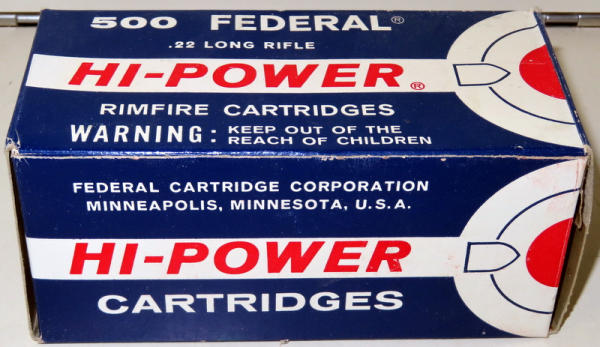 500 FEDERAL®
.22 LONG RIFLE
HI-POWER®
RIMFIRE CARTRIDGES
WARNING: KEEP OUT OF THE
REACH OF CHILDREN
FEDERAL CARTRIDGE CORPORATION
MINNEAPOLIS, MINNESOTA, U.S.A.
HI-POWER
CARTRIDGES